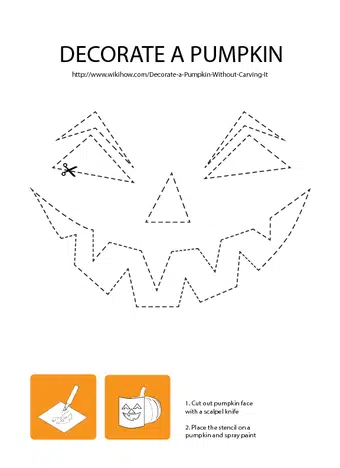 DECORATE A PUMPKIN
http://www.wikihow.com/Decorate-a-Pumpkin-Without-Carving-It
1. Cut out pumpkin face
with a scalpel knife
2. Place the stencil on a
pumpkin and spray paint